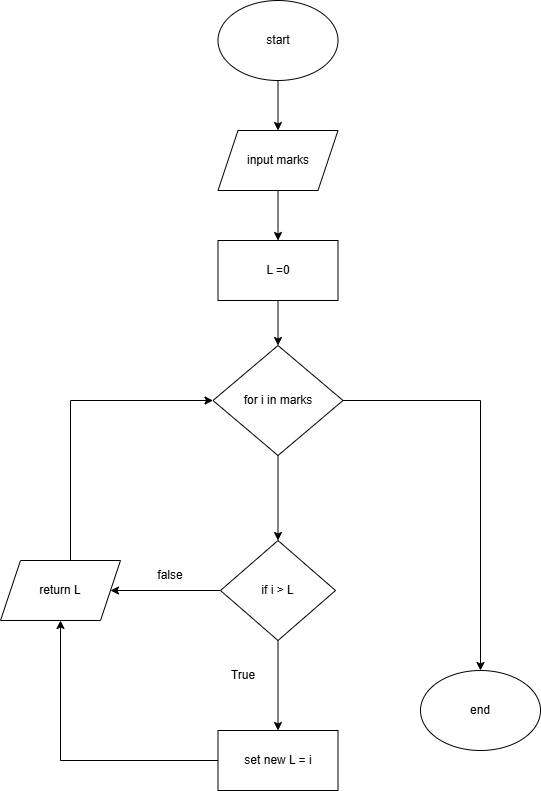 start
input marks
L =0
for i in marks
false
return L
if i > L
True
end
set new L = i